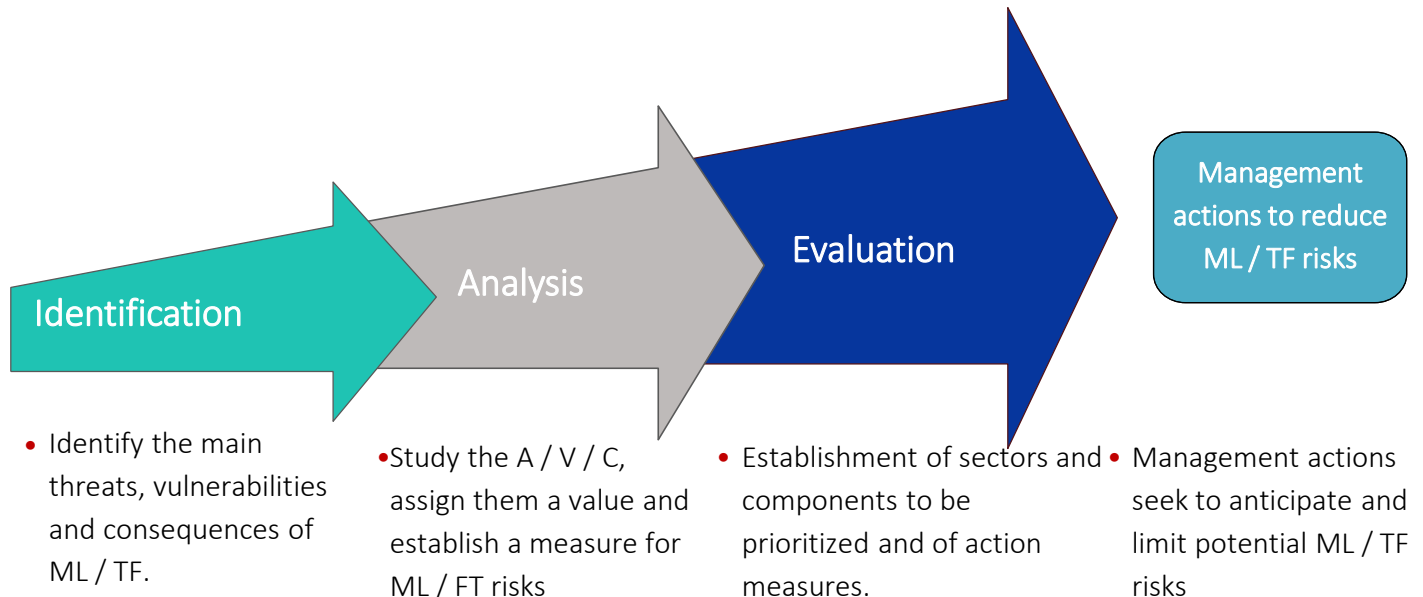 Identification
Analysis
Evaluation
Management
actions to reduce
ML / TF risks
• Identify the main
threats, vulnerabilities
and consequences of
ML / TF.
•Study the A / V / C,
assign them a value and
establish a measure for
ML / FT risks
• Establishment of sectors and
components to be
prioritized and of action
measures.
• Management actions
seek to anticipate and
limit potential ML / TF
risks